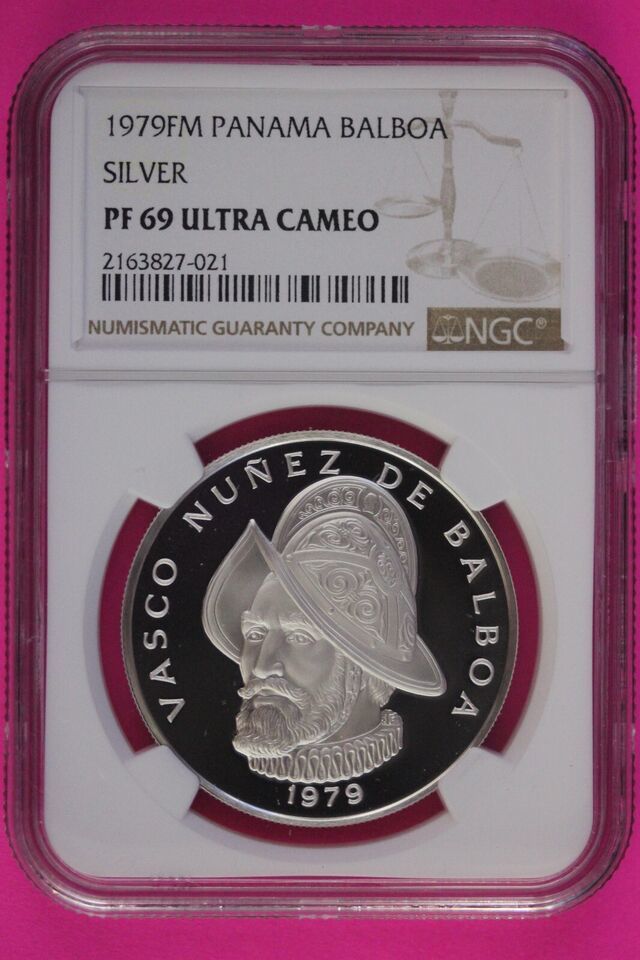 1979FM PANAMA BALBOA
SILVER
PF 69 ULTRA CAMEO
2163827-021
NUMISMATIC GUARANTY COMPANY
NGC®
VASCO NUÑEZ DE BALBOA
1979